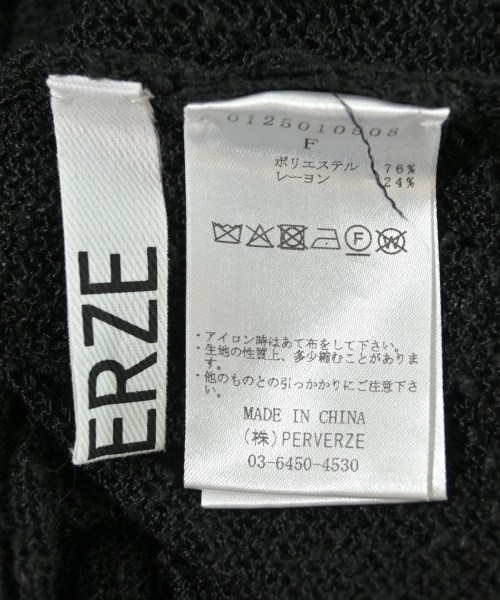 ERZE
0125010508
F
ポリエステル 76%
レーヨン 24%
F
W
・アイロン時はあて布をして下さい。
・生地の性質上、多少縮むことがありま
す。
・他のものとの引っかかりにご注意下さ
い。
MADE IN CHINA
(株) PERVERZE
03-6450-4530